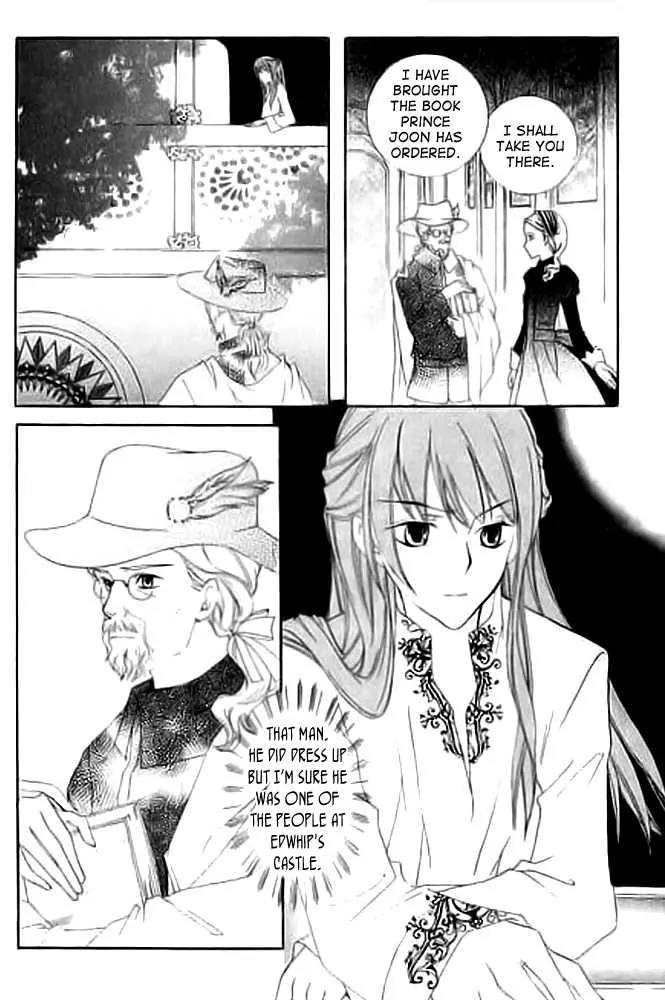 I HAVE
BROUGHT
THE BOOK
PRINCE
JOON HAS
ORDERED.
I SHALL
TAKE YOU
THERE.
THAT MAN.
HE DID DRESS UP
BUT I'M SURE HE
WAS ONE OF
THE PEOPLE AT
EDWHIP'S
CASTLE.